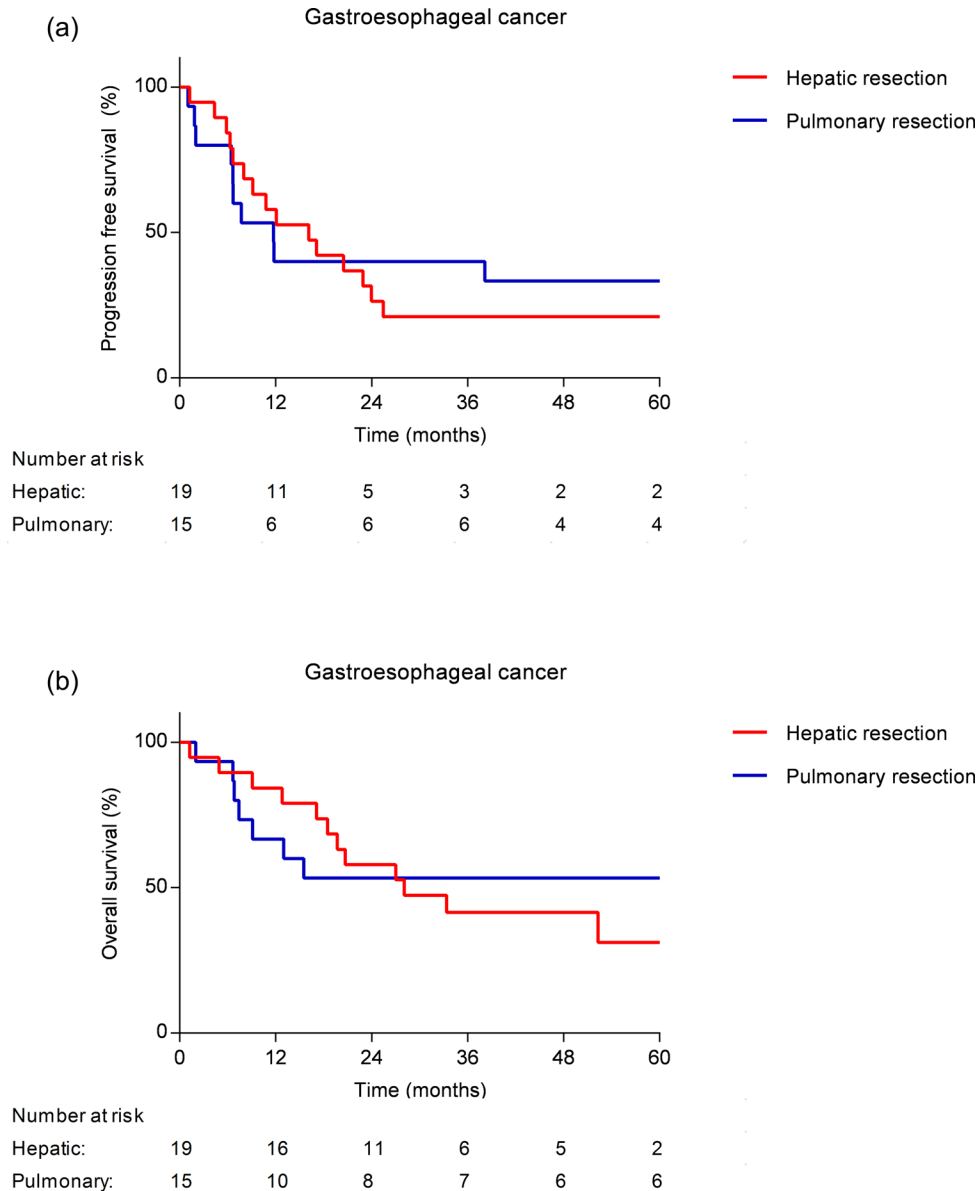 (a)
Gastroesophageal cancer
Hepatic resection
Pulmonary resection
Progression free survival (%)
100
50
0
0 12 24 36 48 60
Time (months)
Number at risk
Hepatic: 19 11 5 3 2 2
Pulmonary: 15 6 6 6 4 4
(b)
Gastroesophageal cancer
Hepatic resection
Pulmonary resection
Overall survival (%)
100
50
0
0 12 24 36 48 60
Time (months)
Number at risk
Hepatic: 19 16 11 6 5 2
Pulmonary: 15 10 8 7 6 6